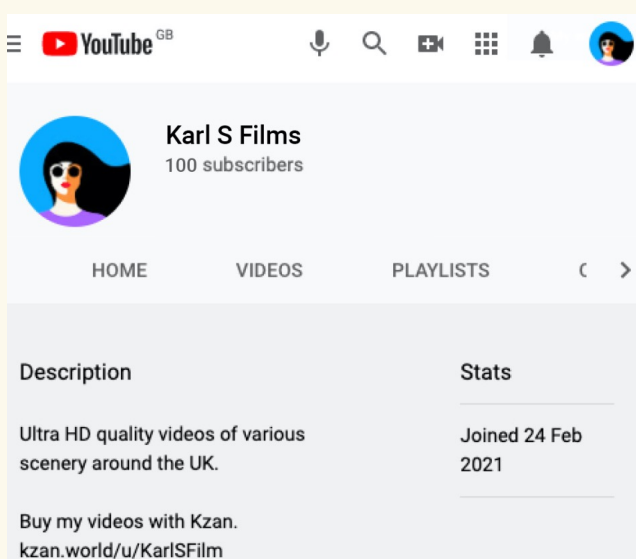 YouTube GB
Karl S Films
100 subscribers
HOME VIDEOS PLAYLISTS
Description
Ultra HD quality videos of various
scenery around the UK.
Buy my videos with Kzan.
kzan.world/u/KarlSFilm
Stats
Joined 24 Feb
2021